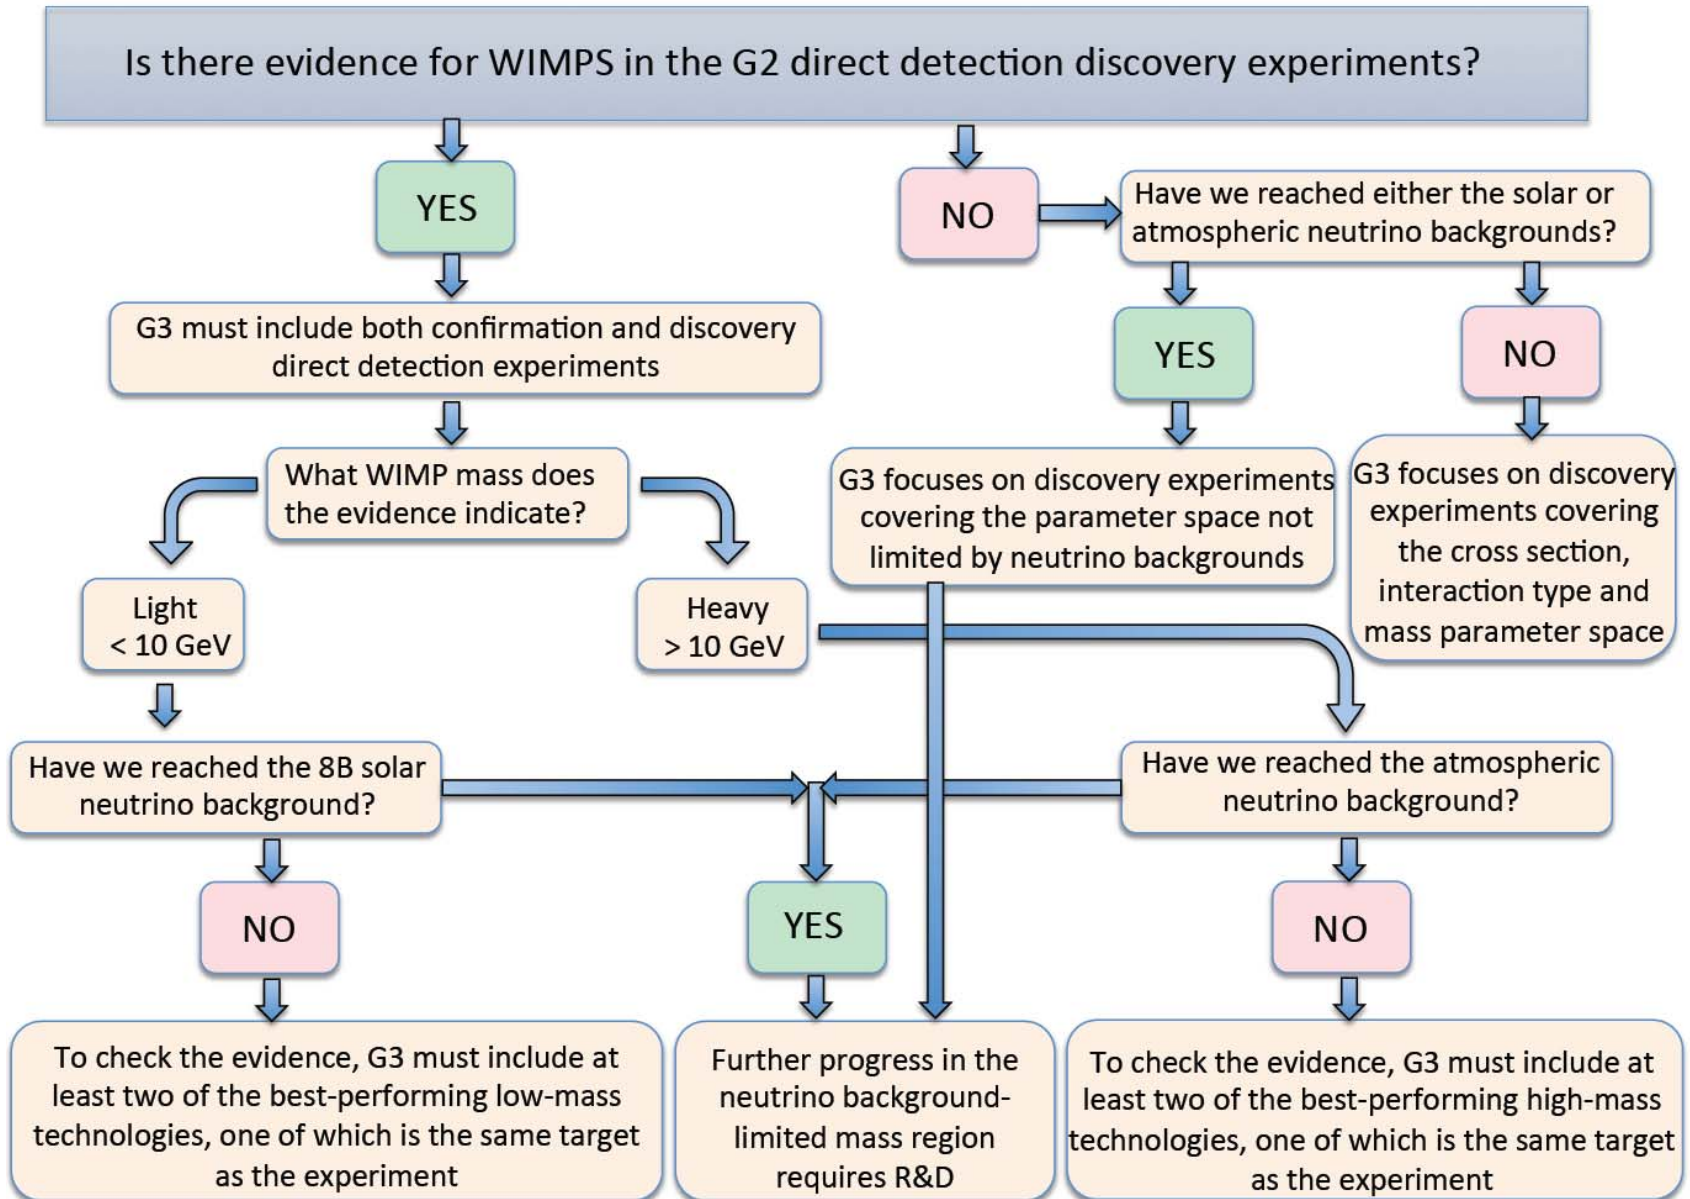 Is there evidence for WIMPS in the G2 direct detection discovery experiments?
YES
NO
Have we reached either the solar or
atmospheric neutrino backgrounds?
G3 must include both confirmation and discovery
direct detection experiments
YES
NO
What WIMP mass does
the evidence indicate?
G3 focuses on discovery experiments
covering the parameter space not
limited by neutrino backgrounds
G3 focuses on discovery
experiments covering
the cross section,
interaction type and
mass parameter space
Light
< 10 GeV
Heavy
> 10 GeV
Have we reached the 8B solar
neutrino background?
Have we reached the atmospheric
neutrino background?
NO
YES
NO
To check the evidence, G3 must include at
least two of the best-performing low-mass
technologies, one of which is the same target
as the experiment
Further progress in the
neutrino background-
limited mass region
requires R&D
To check the evidence, G3 must include at
least two of the best-performing high-mass
technologies, one of which is the same target
as the experiment